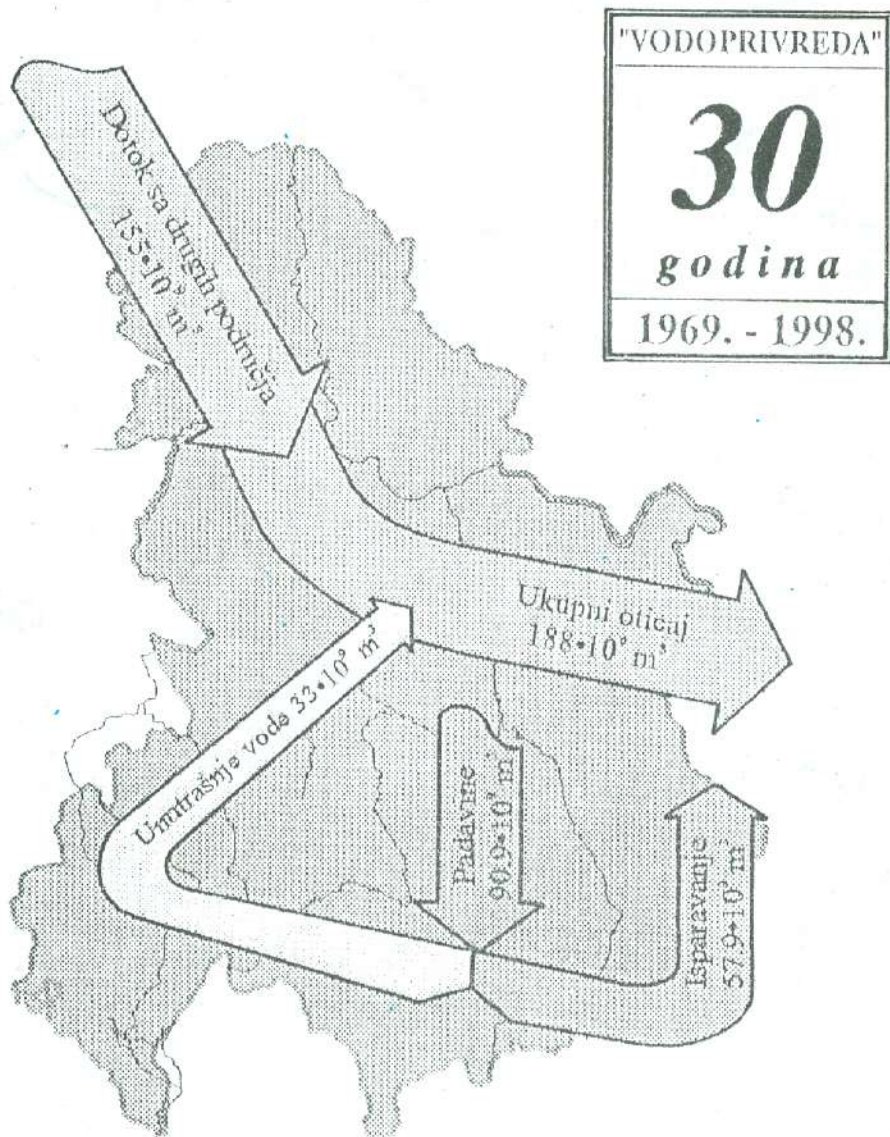 "VODOPRIVREDA"
30
godina
1969. - 1998.
Dotok sa drugih područja
155•10⁹ m³
Ukupni oticaj
188•10⁹ m³
Unutrašnje vode 33•10⁹ m³
Padavine
90.9•10⁹ m³
Isparavanje
57.9•10⁹ m³